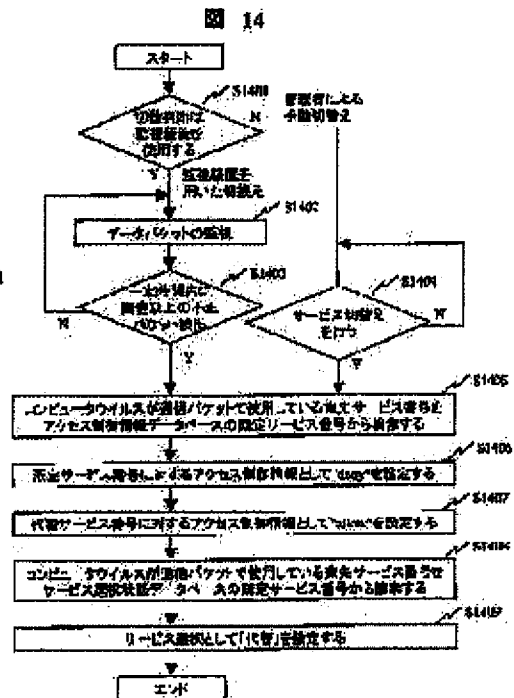 図 14
スタート
切替判断は
監視装置を
使用する
S1401
N
管理者による
手動切替え
Y
監視装置を
用いた切替え
データパケットの監視
S1402
一定時間内に
閾値以上の不正
パケット検出
S1403
N
Y
サービス切替え
を行う
S1404
N
Y
コンピュータウイルスが通信パケットで使用している宛先サービス番号を
アクセス制御情報データベースの既定サービス番号から検索する
S1405
既定サービス番号に対するアクセス制御情報として"deny"を設定する
S1406
代替サービス番号に対するアクセス制御情報として を設定する
S1407
コンピュータウイルスが通信パケットで使用している宛先サービス番号を
サービス選択状態データベースの既定サービス番号から検索する
サービス選択として「代替」を設定する
エンド